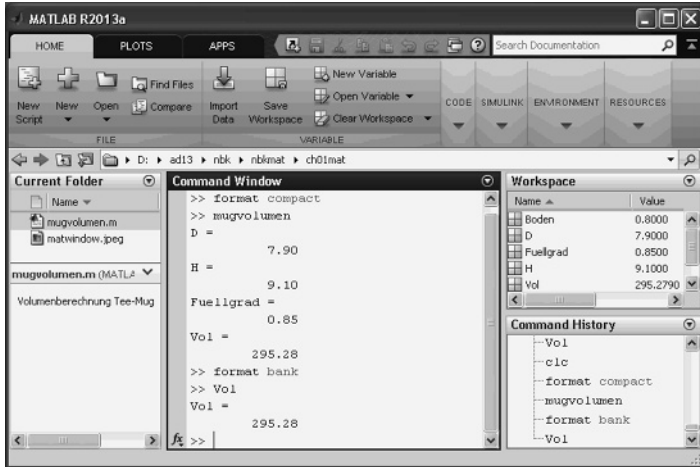 MATLAB R2013a
HOME PLOTS APPS Search Documentation
New Script New Open Find Files Compare
Import Data Save Workspace New Variable Open Variable Clear Workspace
CODE SIMULINK ENVIRONMENT RESOURCES
FILE VARIABLE
D: ad13 nbk nbkmat ch01mat
Current Folder
Name
mugvolumen.m
matwindow.jpeg
mugvolumen.m (MATLA
Volumenberechnung Tee-Mug
Command Window
>> format compact
>> mugvolumen
D =
7.90
H =
9.10
Fuellgrad =
0.85
Vol =
295.28
>> format bank
>> Vol
Vol =
295.28
fx >>
Workspace
Name Value
Boden 0.8000
D 7.9000
Fuellgrad 0.8500
H 9.1000
Vol 295.2790
Command History
Vol
clc
format compact
mugvolumen
format bank
Vol